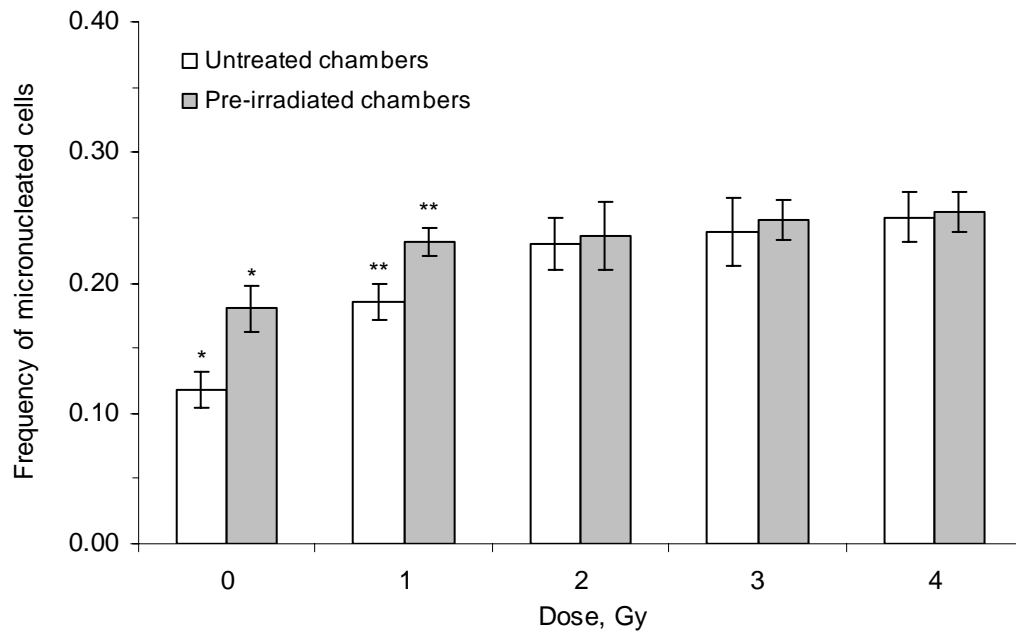 0.40
Untreated chambers
Pre-irradiated chambers
0.30
**
**
*
0.20
*
0.10
0.00
0 1 2 3 4
Dose, Gy
Frequency of micronucleated cells